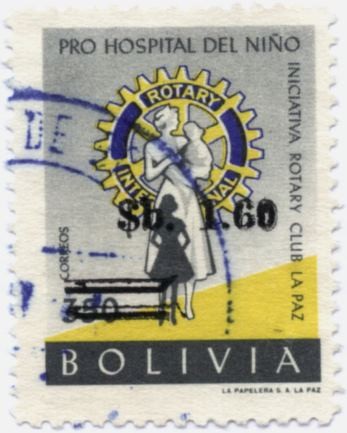 PRO HOSPITAL DEL NIÑO
INICIATIVA ROTARY CLUB LA PAZ
ROTARY
INTERNATIONAL
$b. 1.60
CORREOS
350
BOLIVIA
LA PAPELERA S. A. LA PAZ